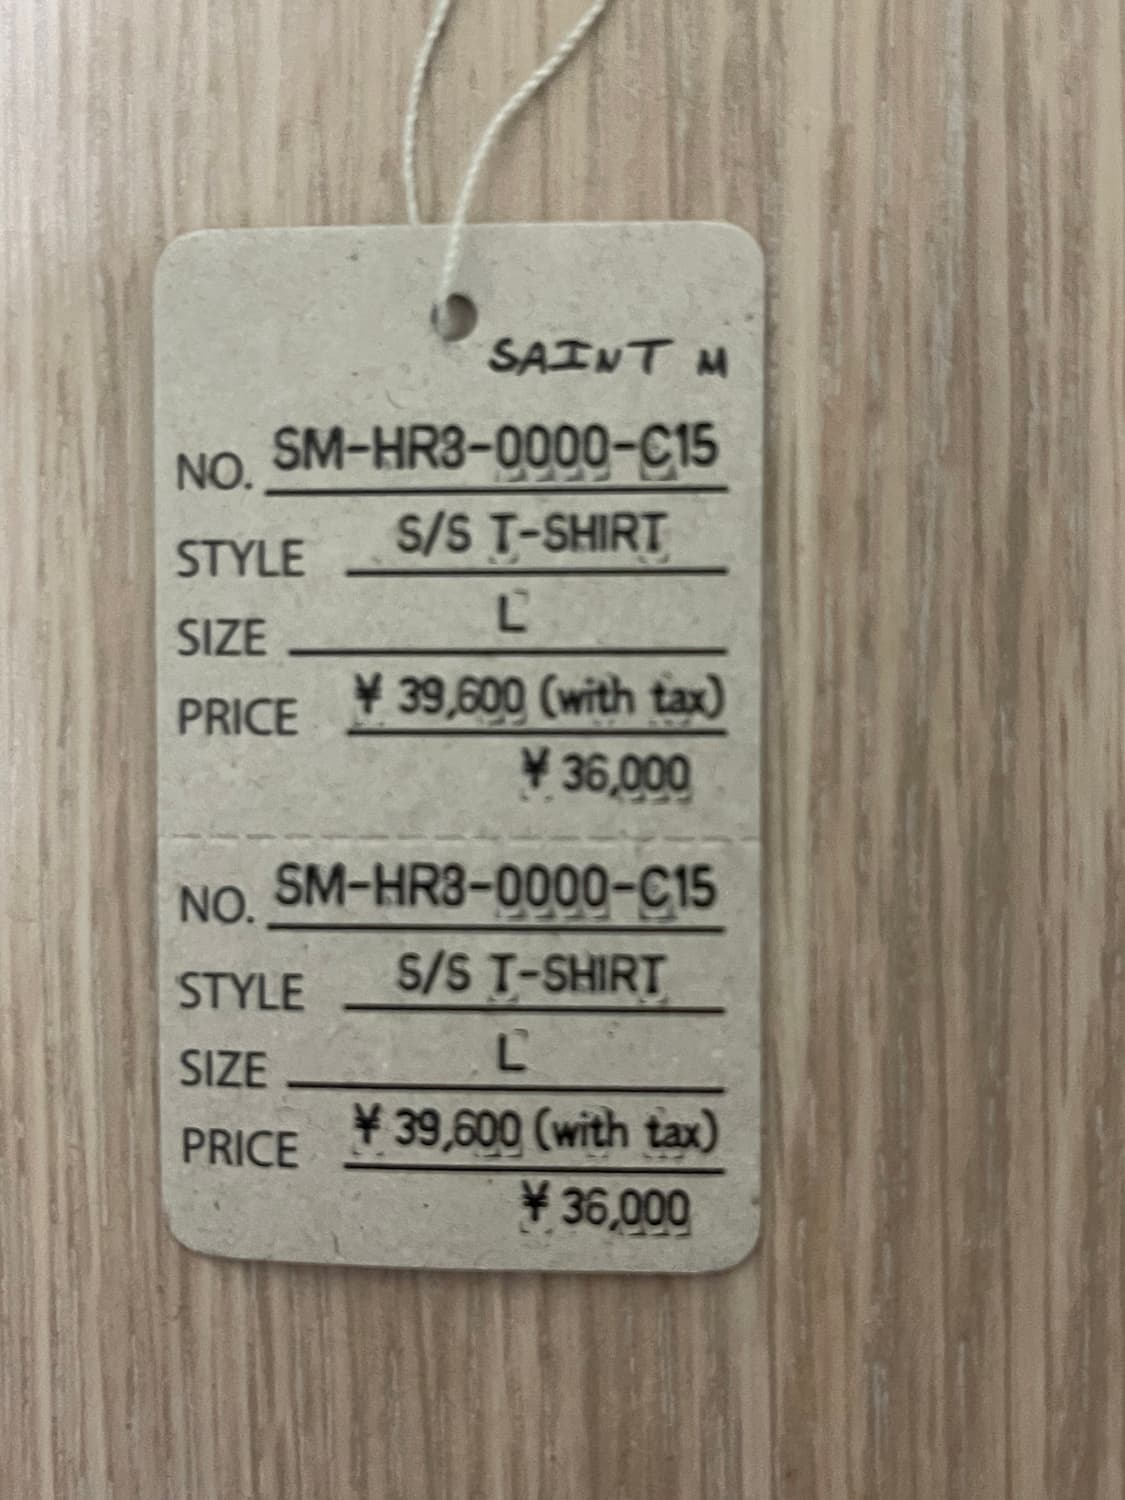 SAINT M
NO. SM-HR3-0000-C15
STYLE S/S T-SHIRT
SIZE L
PRICE ¥ 39,600 (with tax)
¥ 36,000
NO. SM-HR3-0000-C15
STYLE S/S T-SHIRT
SIZE L
PRICE ¥ 39,600 (with tax)
¥ 36,000